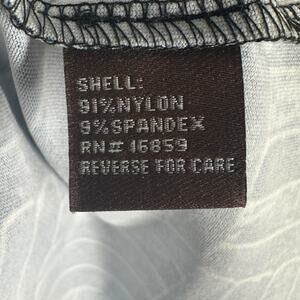 SHELL:
91%NYLON
9%SPANDEX
RN# 16859
REVERSE FOR CARE